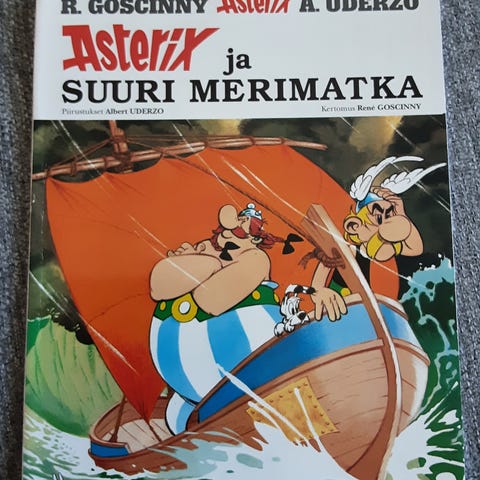 R. GOSCINNY Asterix A. UDERZO
Asterix ja
SUURI MERIMATKA
Piirustukset Albert UDERZO Kertomus René GOSCINNY